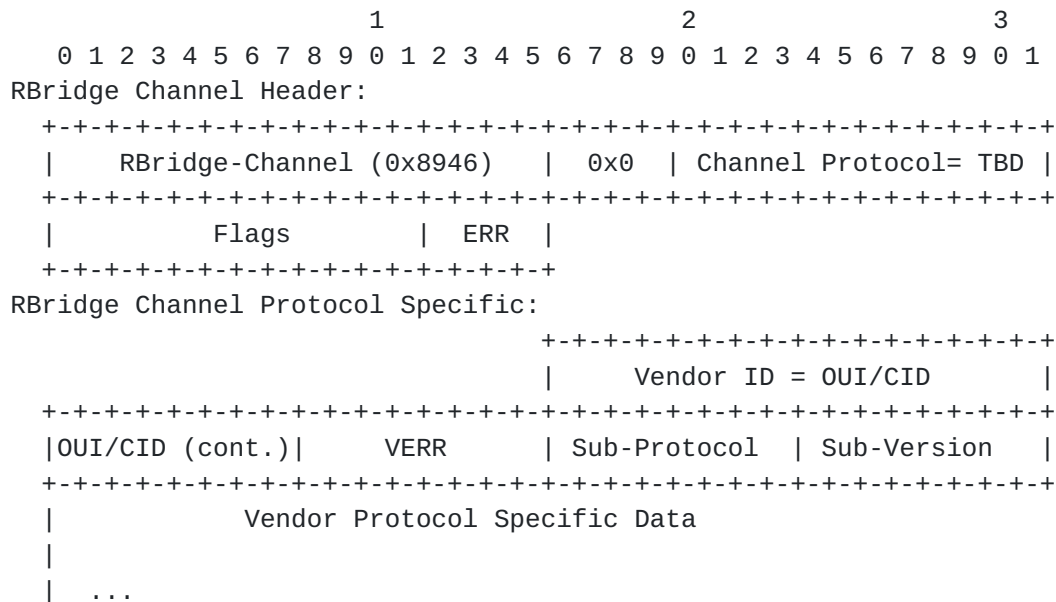 1                   2                   3
   0 1 2 3 4 5 6 7 8 9 0 1 2 3 4 5 6 7 8 9 0 1 2 3 4 5 6 7 8 9 0 1
RBridge Channel Header:
  +-+-+-+-+-+-+-+-+-+-+-+-+-+-+-+-+-+-+-+-+-+-+-+-+-+-+-+-+-+-+-+-+
  |    RBridge-Channel (0x8946)   |  0x0  | Channel Protocol= TBD |
  +-+-+-+-+-+-+-+-+-+-+-+-+-+-+-+-+-+-+-+-+-+-+-+-+-+-+-+-+-+-+-+-+
  |          Flags        |  ERR  |
  +-+-+-+-+-+-+-+-+-+-+-+-+-+-+-+-+
RBridge Channel Protocol Specific:
                                  +-+-+-+-+-+-+-+-+-+-+-+-+-+-+-+-+
                                  |     Vendor ID = OUI/CID       |
  +-+-+-+-+-+-+-+-+-+-+-+-+-+-+-+-+-+-+-+-+-+-+-+-+-+-+-+-+-+-+-+-+
  |OUI/CID (cont.)|     VERR      | Sub-Protocol  | Sub-Version   |
  +-+-+-+-+-+-+-+-+-+-+-+-+-+-+-+-+-+-+-+-+-+-+-+-+-+-+-+-+-+-+-+-+
  |            Vendor Protocol Specific Data
  |
  |  ...